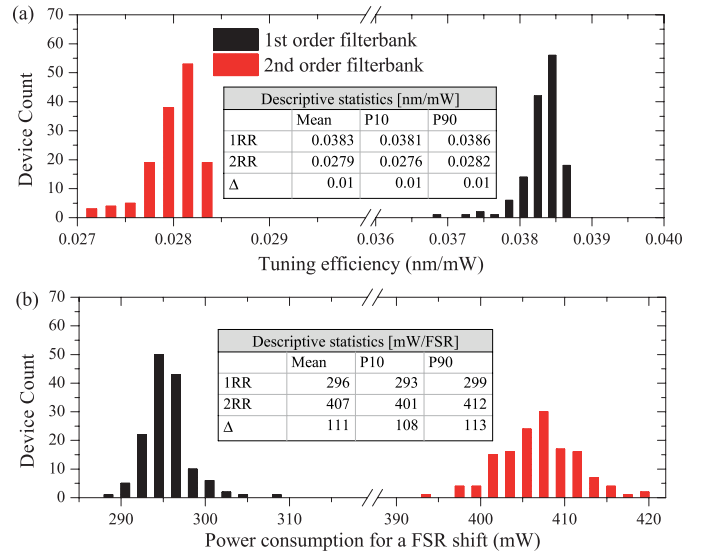 (a)
70
60
50
40
30
20
10
0
Device Count
1st order filterbank
2nd order filterbank
Descriptive statistics [nm/mW]
Mean P10 P90
1RR 0.0383 0.0381 0.0386
2RR 0.0279 0.0276 0.0282
Δ 0.01 0.01 0.01
0.027 0.028 0.029 0.036 0.037 0.038 0.039 0.040
Tuning efficiency (nm/mW)
(b)
70
60
50
40
30
20
10
0
Device Count
Descriptive statistics [mW/FSR]
Mean P10 P90
1RR 296 293 299
2RR 407 401 412
Δ 111 108 113
290 300 310 390 400 410 420
Power consumption for a FSR shift (mW)